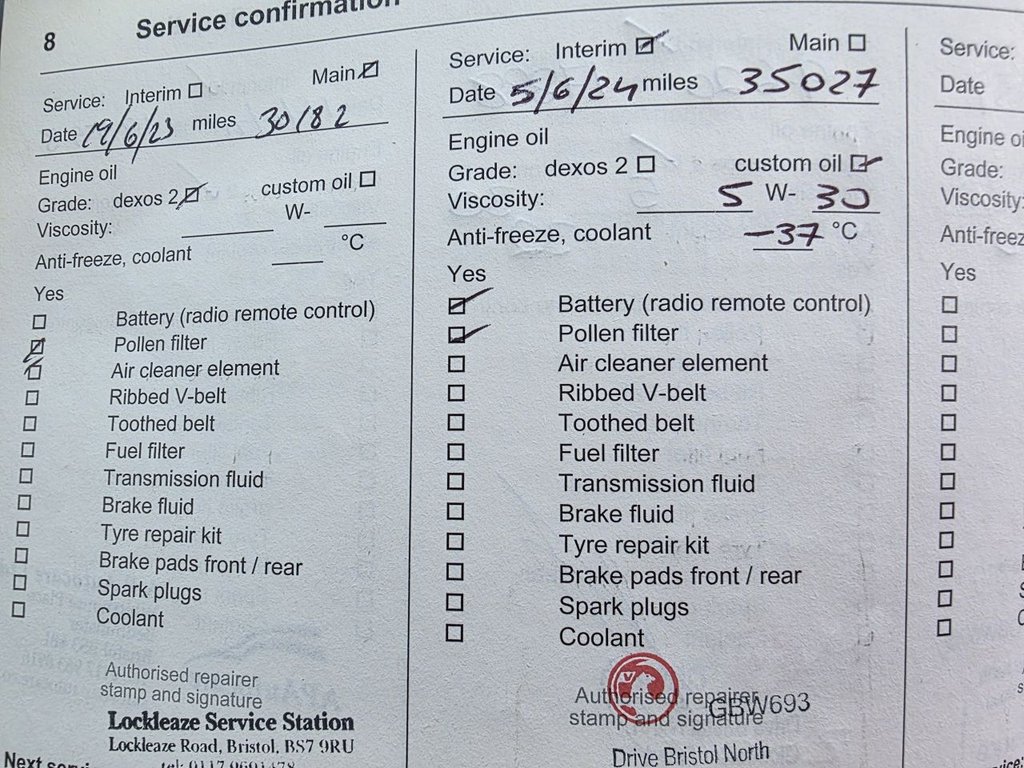 8
Service confirmation
Service: Interim Main
Date 19/6/23 miles 30182
Engine oil
Grade: dexos 2 custom oil
Viscosity: W-
Anti-freeze, coolant °C
Yes
Battery (radio remote control)
Pollen filter
Air cleaner element
Ribbed V-belt
Toothed belt
Fuel filter
Transmission fluid
Brake fluid
Tyre repair kit
Brake pads front / rear
Spark plugs
Coolant
Authorised repairer
stamp and signature
Lockleaze Service Station
Lockleaze Road, Bristol. BS7 9RU
Service: Interim Main
Date 5/6/24 miles 35027
Engine oil
Grade: dexos 2 custom oil
Viscosity: 5 W- 30
Anti-freeze, coolant -37 °C
Yes
Battery (radio remote control)
Pollen filter
Air cleaner element
Ribbed V-belt
Toothed belt
Fuel filter
Transmission fluid
Brake fluid
Tyre repair kit
Brake pads front / rear
Spark plugs
Coolant
Authorised repairer
GBW693
stamp and signature
Drive Bristol North
Service:
Date
Engine
Grade:
Viscosity:
Yes